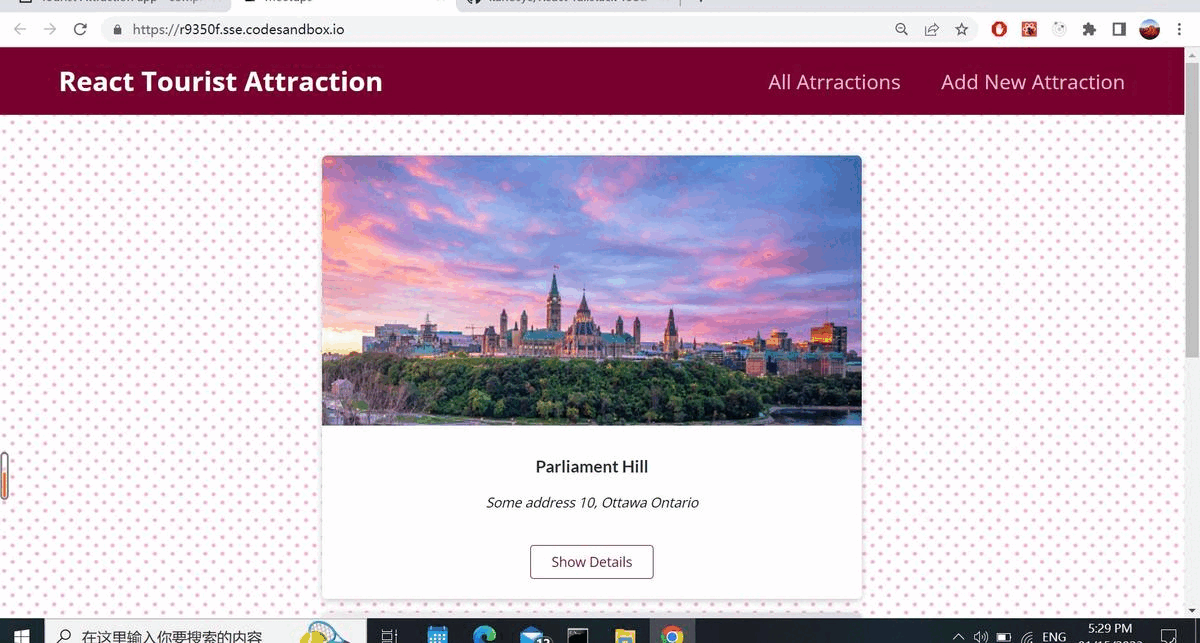 https://r9350f.sse.codesandbox.io
React Tourist Attraction
All Atrractions
Add New Attraction
Parliament Hill
Some address 10, Ottawa Ontario
Show Details
在这里输入你要搜索的内容
ENG
5:29 PM